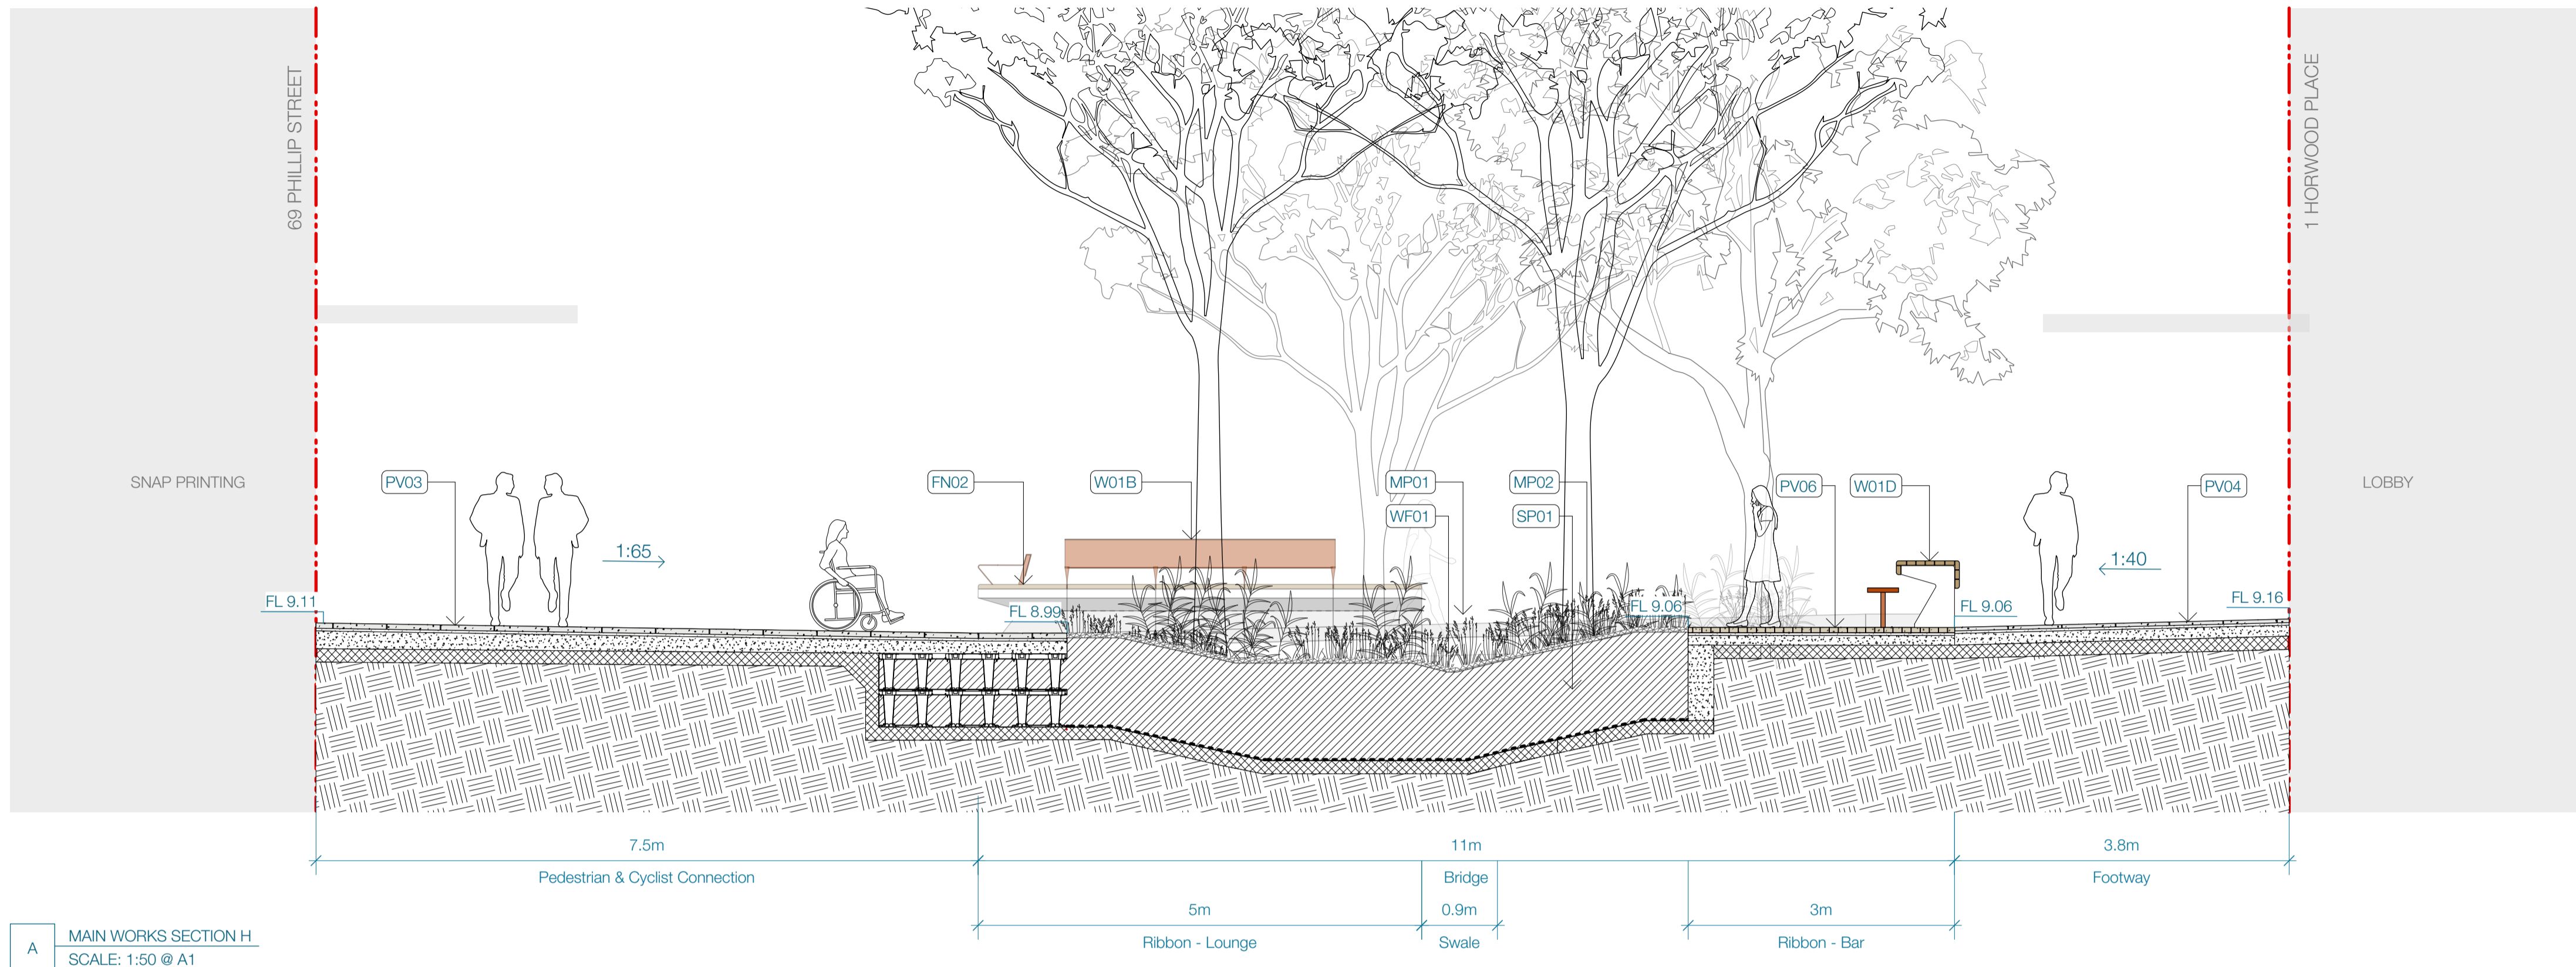 69 PHILLIP STREET
1 HORWOOD PLACE
SNAP PRINTING
PV03
FN02
W01B
MP01
MP02
PV06
W01D
PV04
LOBBY
WF01
SP01
1:65
1:40
FL 9.11
FL 8.99
FL 9.06
FL 9.06
FL 9.16
7.5m
11m
3.8m
Pedestrian & Cyclist Connection
Bridge
Footway
5m
0.9m
3m
Ribbon - Lounge
Swale
Ribbon - Bar
A
MAIN WORKS SECTION H
SCALE: 1:50 @ A1